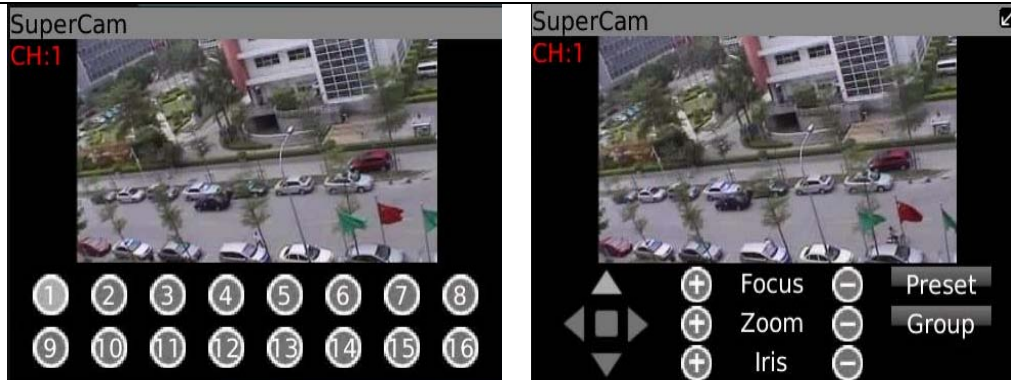 SuperCam
CH:1
1 2 3 4 5 6 7 8
9 10 11 12 13 14 15 16
SuperCam
CH:1
Focus Preset
Zoom Group
Iris